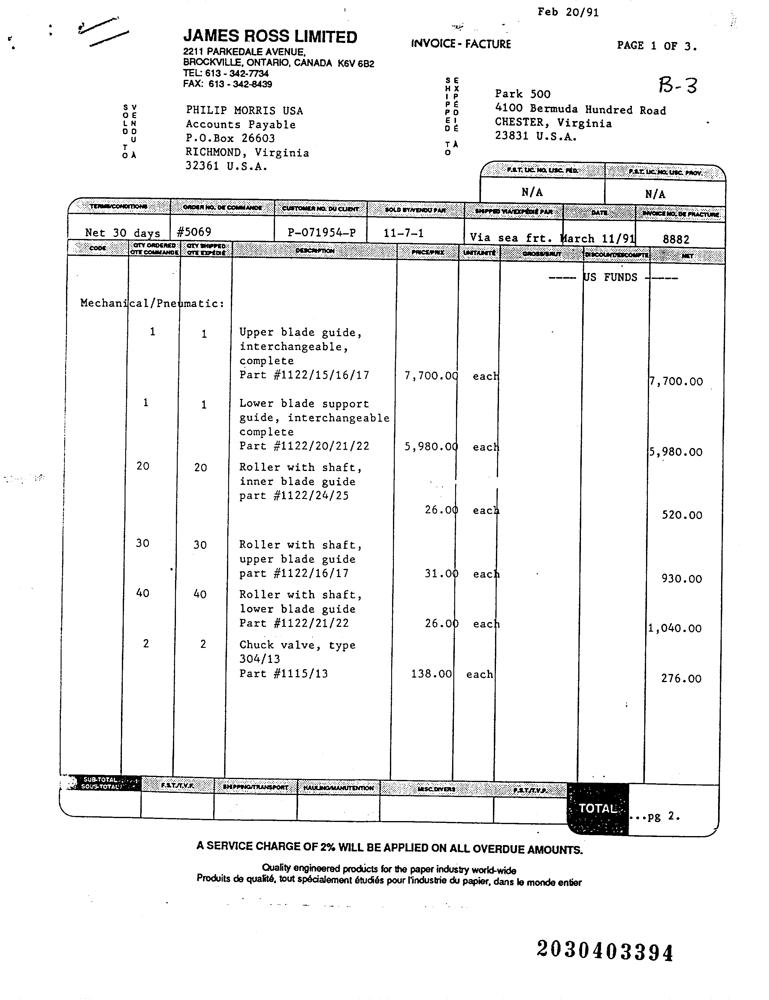 Feb 20/91
JAMES ROSS LIMITED
2211 PARKEDALE AVENUE,
BROCKVILLE, ONTARIO, CANADA K6V 6B2
TEL: 613 - 342-7734
FAX: 613 - 342-8439
INVOICE - FACTURE
PAGE 1 OF 3.
B-3
SOLD TO
VENDU À
PHILIP MORRIS USA
Accounts Payable
P.O.Box 26603
RICHMOND, Virginia
32361 U.S.A.
SHIPPED TO
EXPÉDIÉ À
Park 500
4100 Bermuda Hundred Road
CHESTER, Virginia
23831 U.S.A.
F.S.T. LIC. NO. LISC. FÉD. F.S.T. LIC. NO. LISC. PROV.
N/A N/A
TERMS/CONDITIONS ORDER NO. DE COMMANDE CUSTOMER NO. DU CLIENT SOLD BY/VENDU PAR SHIPPED VIA/EXPÉDIÉ PAR DATE INVOICE NO. DE FRACTURE
Net 30 days #5069 P-071954-P 11-7-1 Via sea frt. March 11/91 8882
CODE QTY ORDERED QTÉ COMMANDÉ QTY SHIPPED QTÉ EXPÉDIÉ DESCRIPTION PRICE/PRIX UNIT/UNITÉ GROSS/BRUT DISCOUNT/ESCOMPTE NET
---- US FUNDS ----
Mechanical/Pneumatic:
1 1 Upper blade guide,
interchangeable,
complete
Part #1122/15/16/17 7,700.00 each 7,700.00
1 1 Lower blade support
guide, interchangeable
complete
Part #1122/20/21/22 5,980.00 each 5,980.00
20 20 Roller with shaft,
inner blade guide
part #1122/24/25
26.00 each 520.00
30 30 Roller with shaft,
upper blade guide
part #1122/16/17 31.00 each 930.00
40 40 Roller with shaft,
lower blade guide
Part #1122/21/22 26.00 each 1,040.00
2 2 Chuck valve, type
304/13
Part #1115/13 138.00 each 276.00
SUB-TOTAL
SOUS-TOTAL F.S.T./T.V.F. SHIPPING/TRANSPORT HAULING/MANUTENTION MISC. DIVERS F.S.T./T.V.P.
TOTAL ...pg 2.
A SERVICE CHARGE OF 2% WILL BE APPLIED ON ALL OVERDUE AMOUNTS.
Quality engineered products for the paper industry world-wide
Produits de qualité, tout spécialement étudiés pour l'industrie du papier, dans le monde entier
2030403394